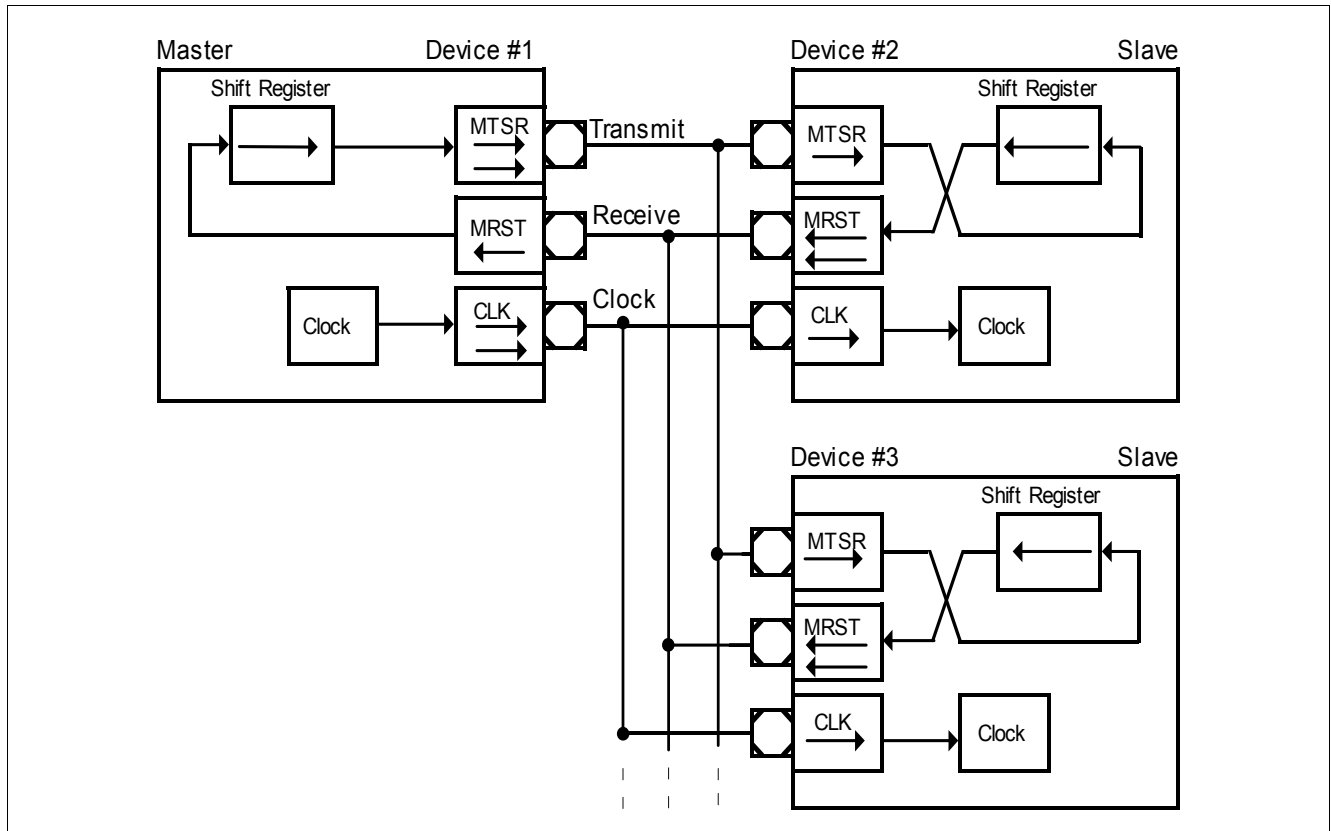 Master Device #1
Shift Register
MTSR
Transmit
MRST
Receive
Clock
CLK
Clock
Device #2 Slave
Shift Register
MTSR
MRST
CLK
Clock
Device #3 Slave
Shift Register
MTSR
MRST
CLK
Clock